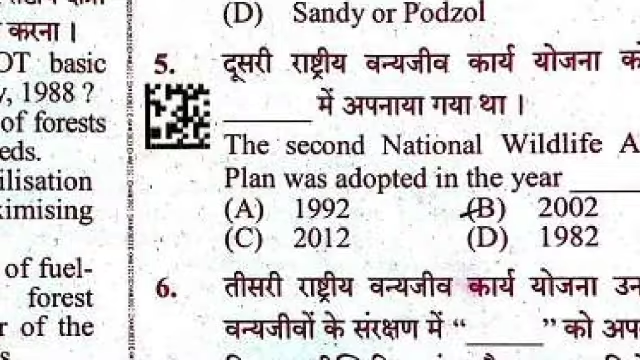 करना ।
OT basic
, 1988 ?
of forests
eds.
ilisation
ximising
of fuel-
forest
r of the
(D) Sandy or Podzol
5. दूसरी राष्ट्रीय वन्यजीव कार्य योजना क
______ में अपनाया गया था ।
The second National Wildlife A
Plan was adopted in the year ______
(A) 1992 (B) 2002
(C) 2012 (D) 1982
6. तीसरी राष्ट्रीय वन्यजीव कार्य योजना उन
वन्यजीवों के संरक्षण में “______” को अप